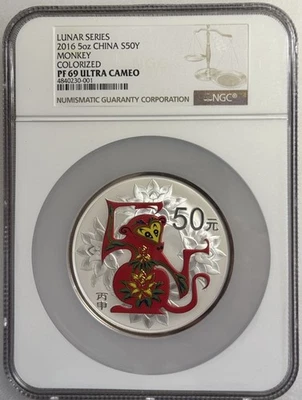 LUNAR SERIES
2016 5oz CHINA S50Y
MONKEY
COLORIZED
PF 69 ULTRA CAMEO
4840230-001
NUMISMATIC GUARANTY CORPORATION
NGC
50元
丙申